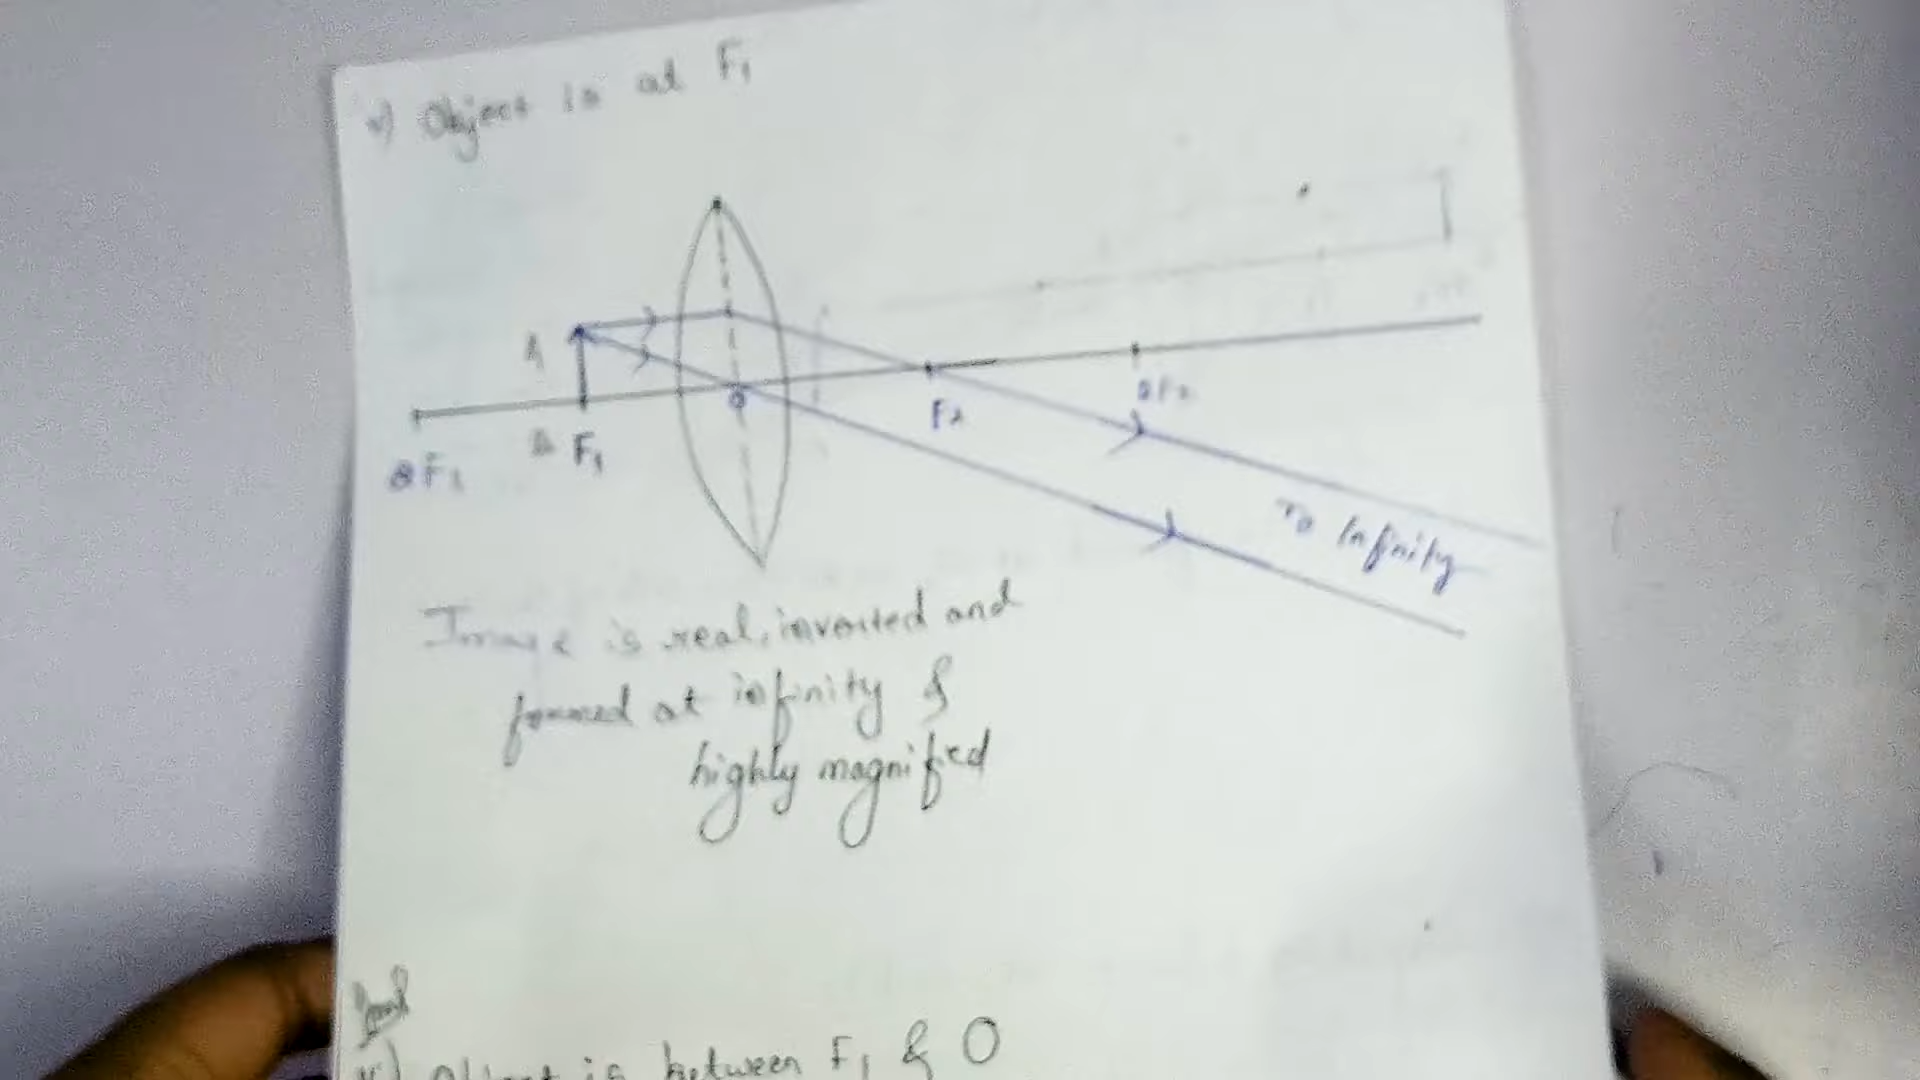 v) Object is at F₁
A
O
F₂
2F₂
2F₁
B F₁
To Infinity
Image is real, inverted and
formed at infinity &
highly magnified
vi) Object is between F₁ & O